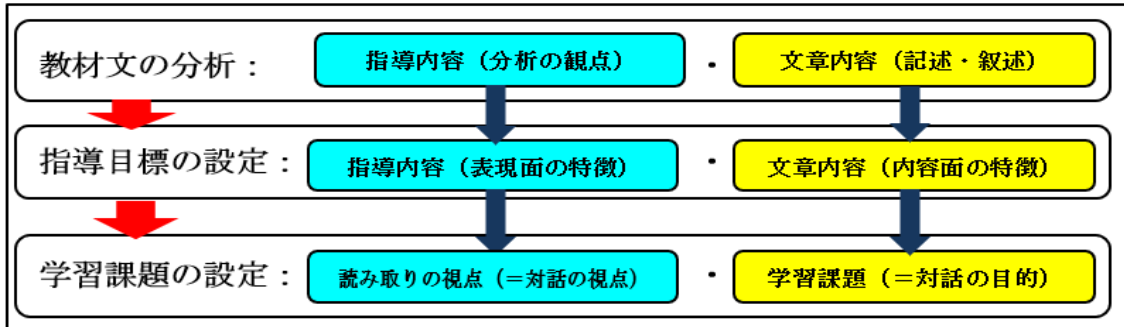 教材文の分析: 指導内容(分析の観点) ・ 文章内容(記述・叙述)
指導目標の設定: 指導内容(表現面の特徴) ・ 文章内容(内容面の特徴)
学習課題の設定: 読み取りの視点(=対話の視点) ・ 学習課題(=対話の目的)